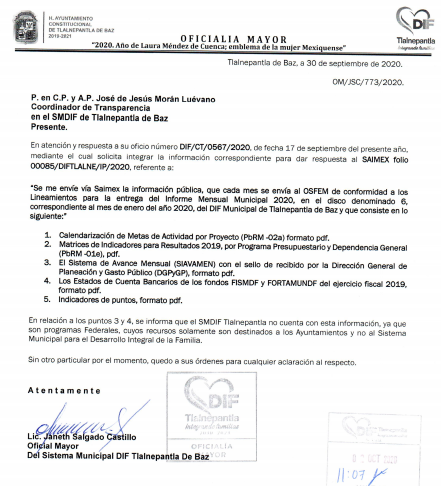 H. AYUNTAMIENTO
CONSTITUCIONAL
DE TLALNEPANTLA DE BAZ
2019-2021
DIF
Tlalnepantla
OFICIALIA MAYOR
"2020. Año de Laura Méndez de Cuenca; emblema de la mujer Mexiquense"
Tlalnepantla de Baz, a 30 de septiembre de 2020.
OM/JSC/773/2020.
P. en C.P. y A.P. José de Jesús Morán Luévano
Coordinador de Transparencia
en el SMDIF de Tlalnepantla de Baz
Presente.
En atención y respuesta a su oficio número DIF/CT/0567/2020, de fecha 17 de septiembre del presente año,
mediante el cual solicita integrar la información correspondiente para dar respuesta al SAIMEX folio
00085/DIFTLALNE/IP/2020, referente a:
"Se me envíe vía Saimex la información pública, que cada mes se envía al OSFEM de conformidad a los
Lineamientos para la entrega del Informe Mensual Municipal 2020, en el disco denominado 6,
correspondiente al mes de enero del año 2020, del DIF Municipal de Tlalnepantla de Baz y que consiste en lo
siguiente:"
1. Calendarización de Metas de Actividad por Proyecto (PbRM -02a) formato pdf.
2. Matrices de Indicadores para Resultados 2019, por Programa Presupuestario y Dependencia General
(PbRM -01e), pdf.
3. El Sistema de Avance Mensual (SIAVAMEN) con el sello de recibido por la Dirección General de
Planeación y Gasto Público (DGPyGP), formato pdf.
4. Los Estados de Cuenta Bancarios de los fondos FISMDF y FORTAMUNDF del ejercicio fiscal 2019,
formato pdf.
5. Indicadores de puntos, formato pdf.
En relación a los puntos 3 y 4, se informa que el SMDIF Tlalnepantla no cuenta con esta información, ya que
son programas Federales, cuyos recursos solamente son destinados a los Ayuntamientos y no al Sistema
Municipal para el Desarrollo Integral de la Familia.
Sin otro particular por el momento, quedo a sus órdenes para cualquier aclaración al respecto.
Atentamente
DIF
Tlalnepantla
OFICIALIA
MAYOR
Lic. Janeth Salgado Castillo
Oficial Mayor
Del Sistema Municipal DIF Tlalnepantla De Baz
OCT 2020
11:07